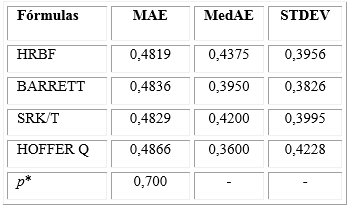 Fórmulas MAE MedAE STDEV
HRBF 0,4819 0,4375 0,3956
BARRETT 0,4836 0,3950 0,3826
SRK/T 0,4829 0,4200 0,3995
HOFFER Q 0,4866 0,3600 0,4228
p* 0,700 - -